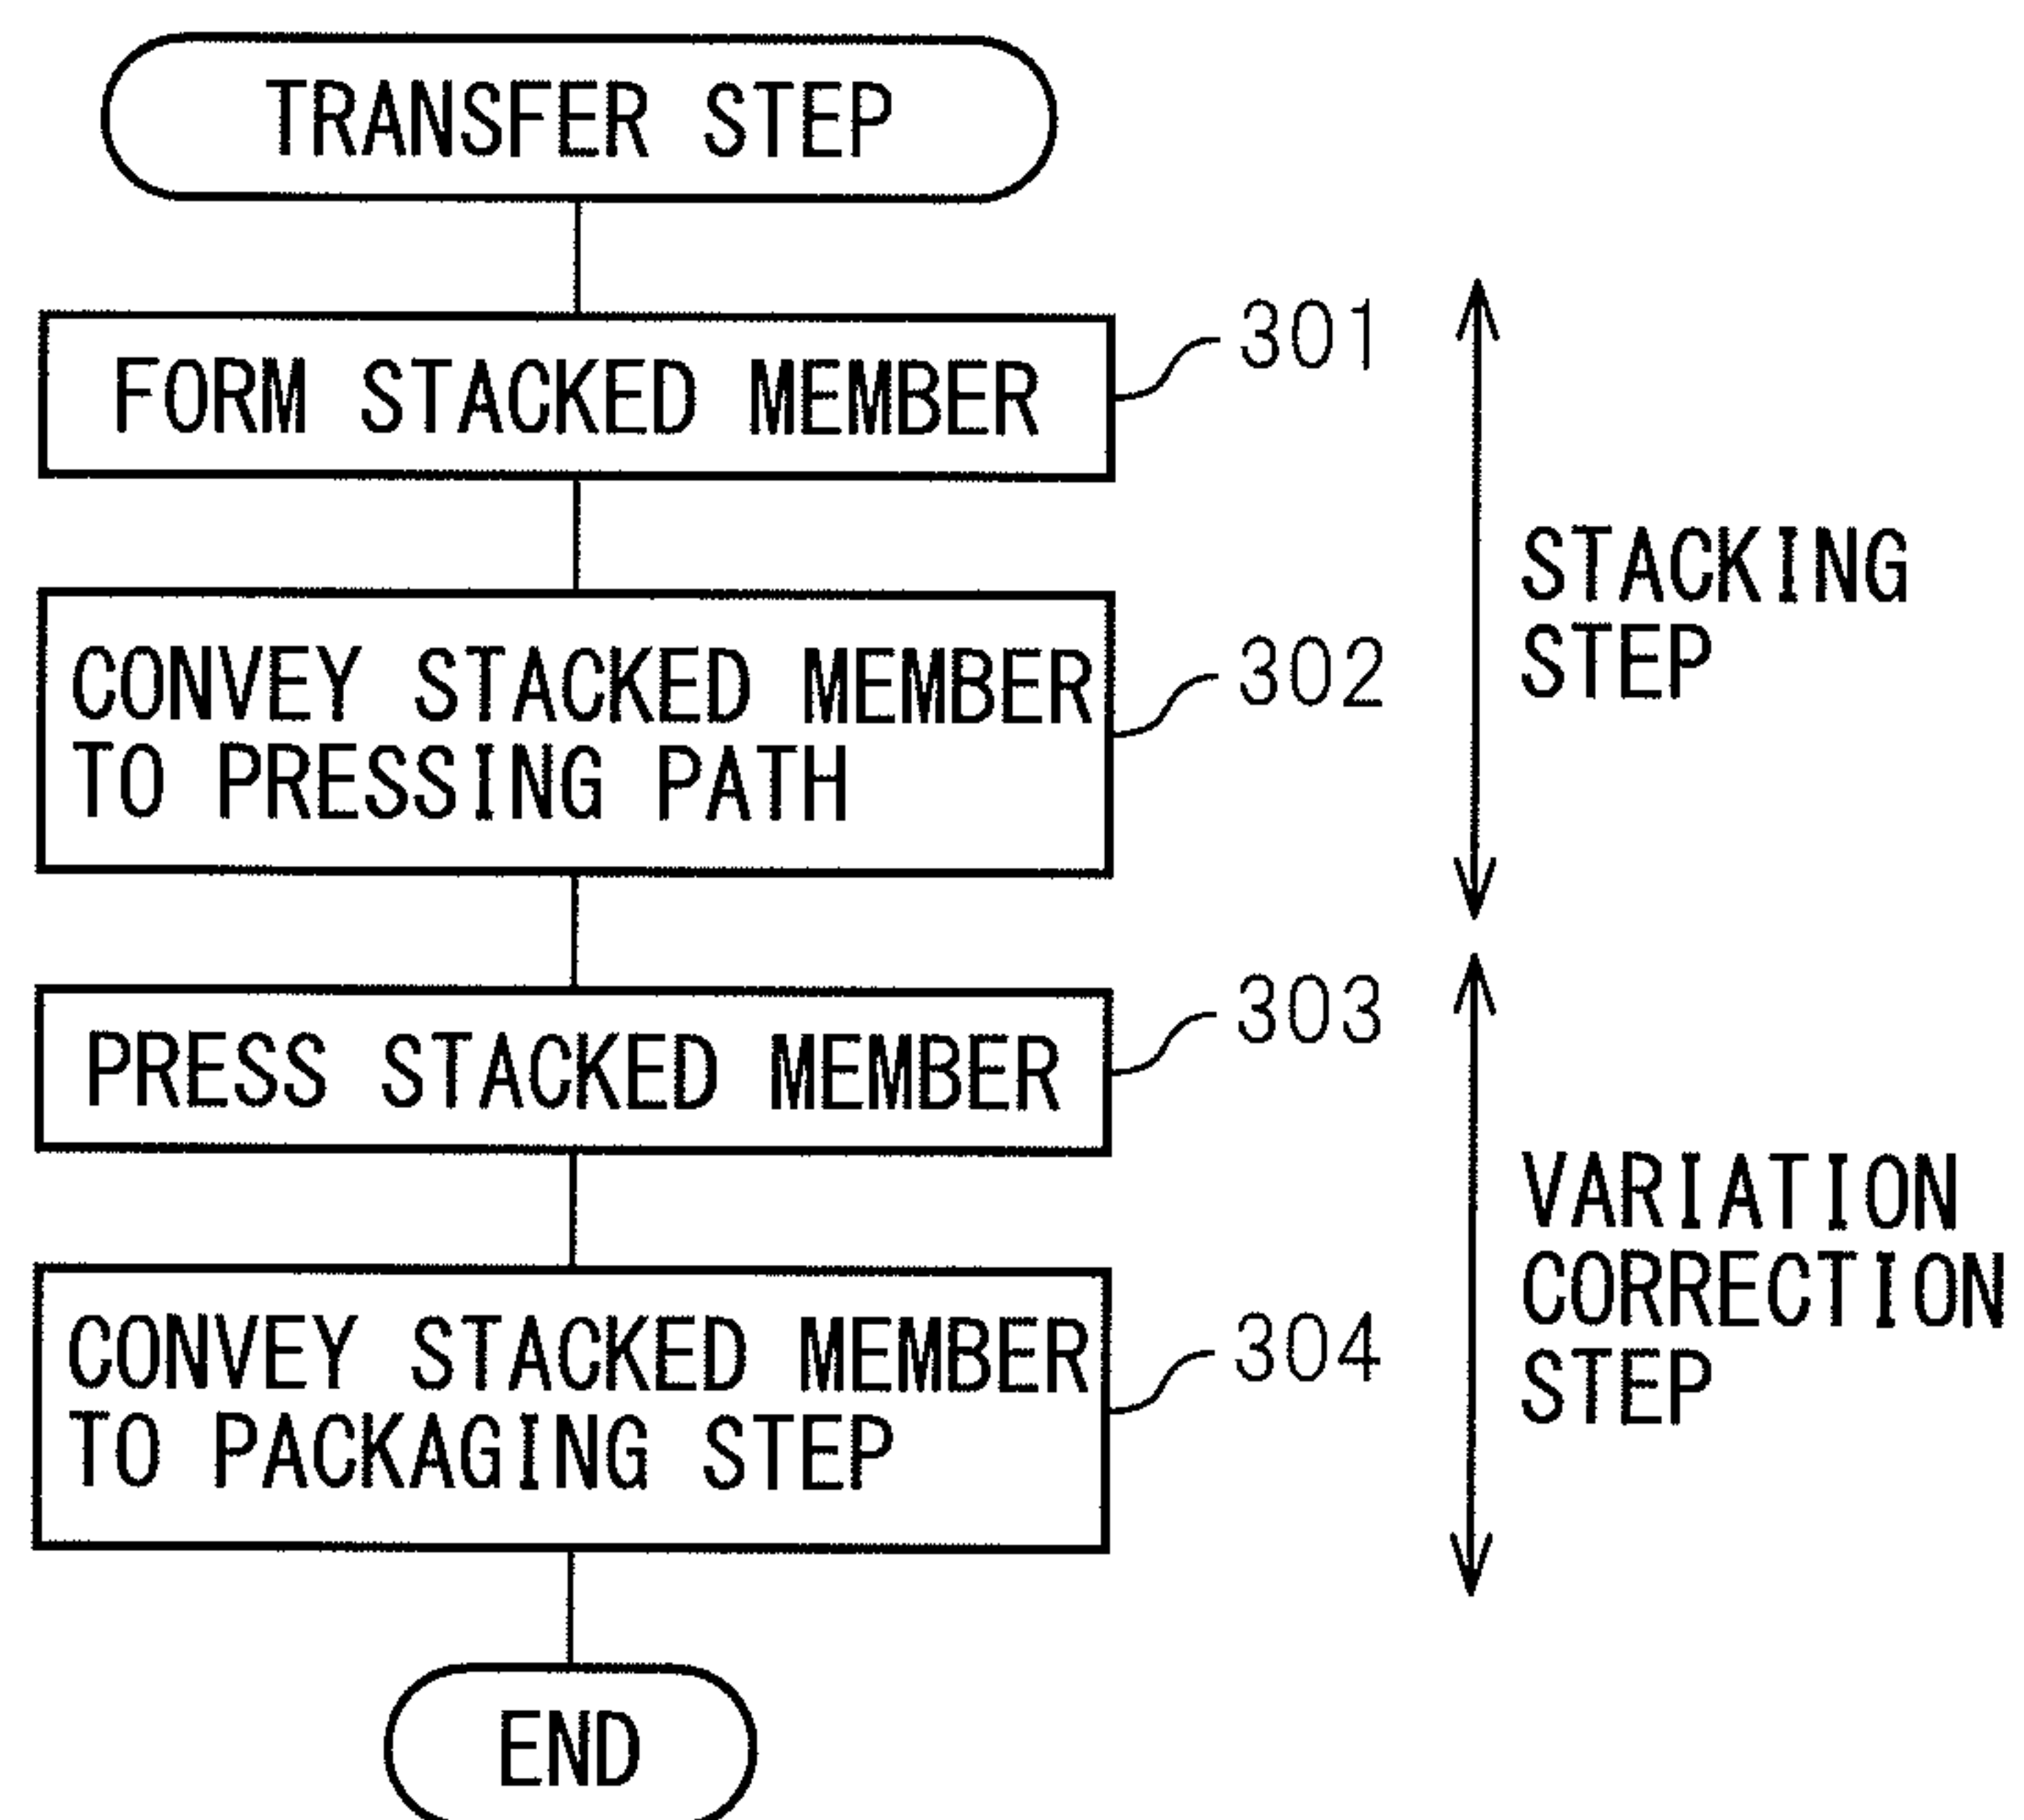 TRANSFER STEP
FORM STACKED MEMBER
301
CONVEY STACKED MEMBER
TO PRESSING PATH
302
STACKING
STEP
PRESS STACKED MEMBER
303
CONVEY STACKED MEMBER
TO PACKAGING STEP
304
VARIATION
CORRECTION
STEP
END